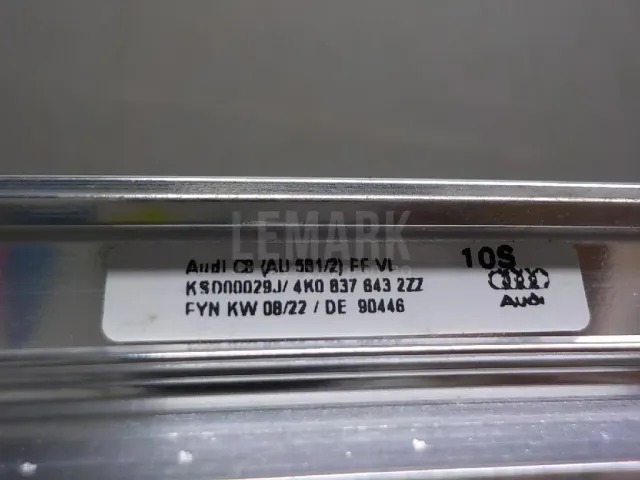 LEMARK
Audi C8 (AU 581/2) FF VL
10S
KSD00029J/ 4K0 837 643 2ZZ
FYN KW 08/22 / DE 90446
Audi